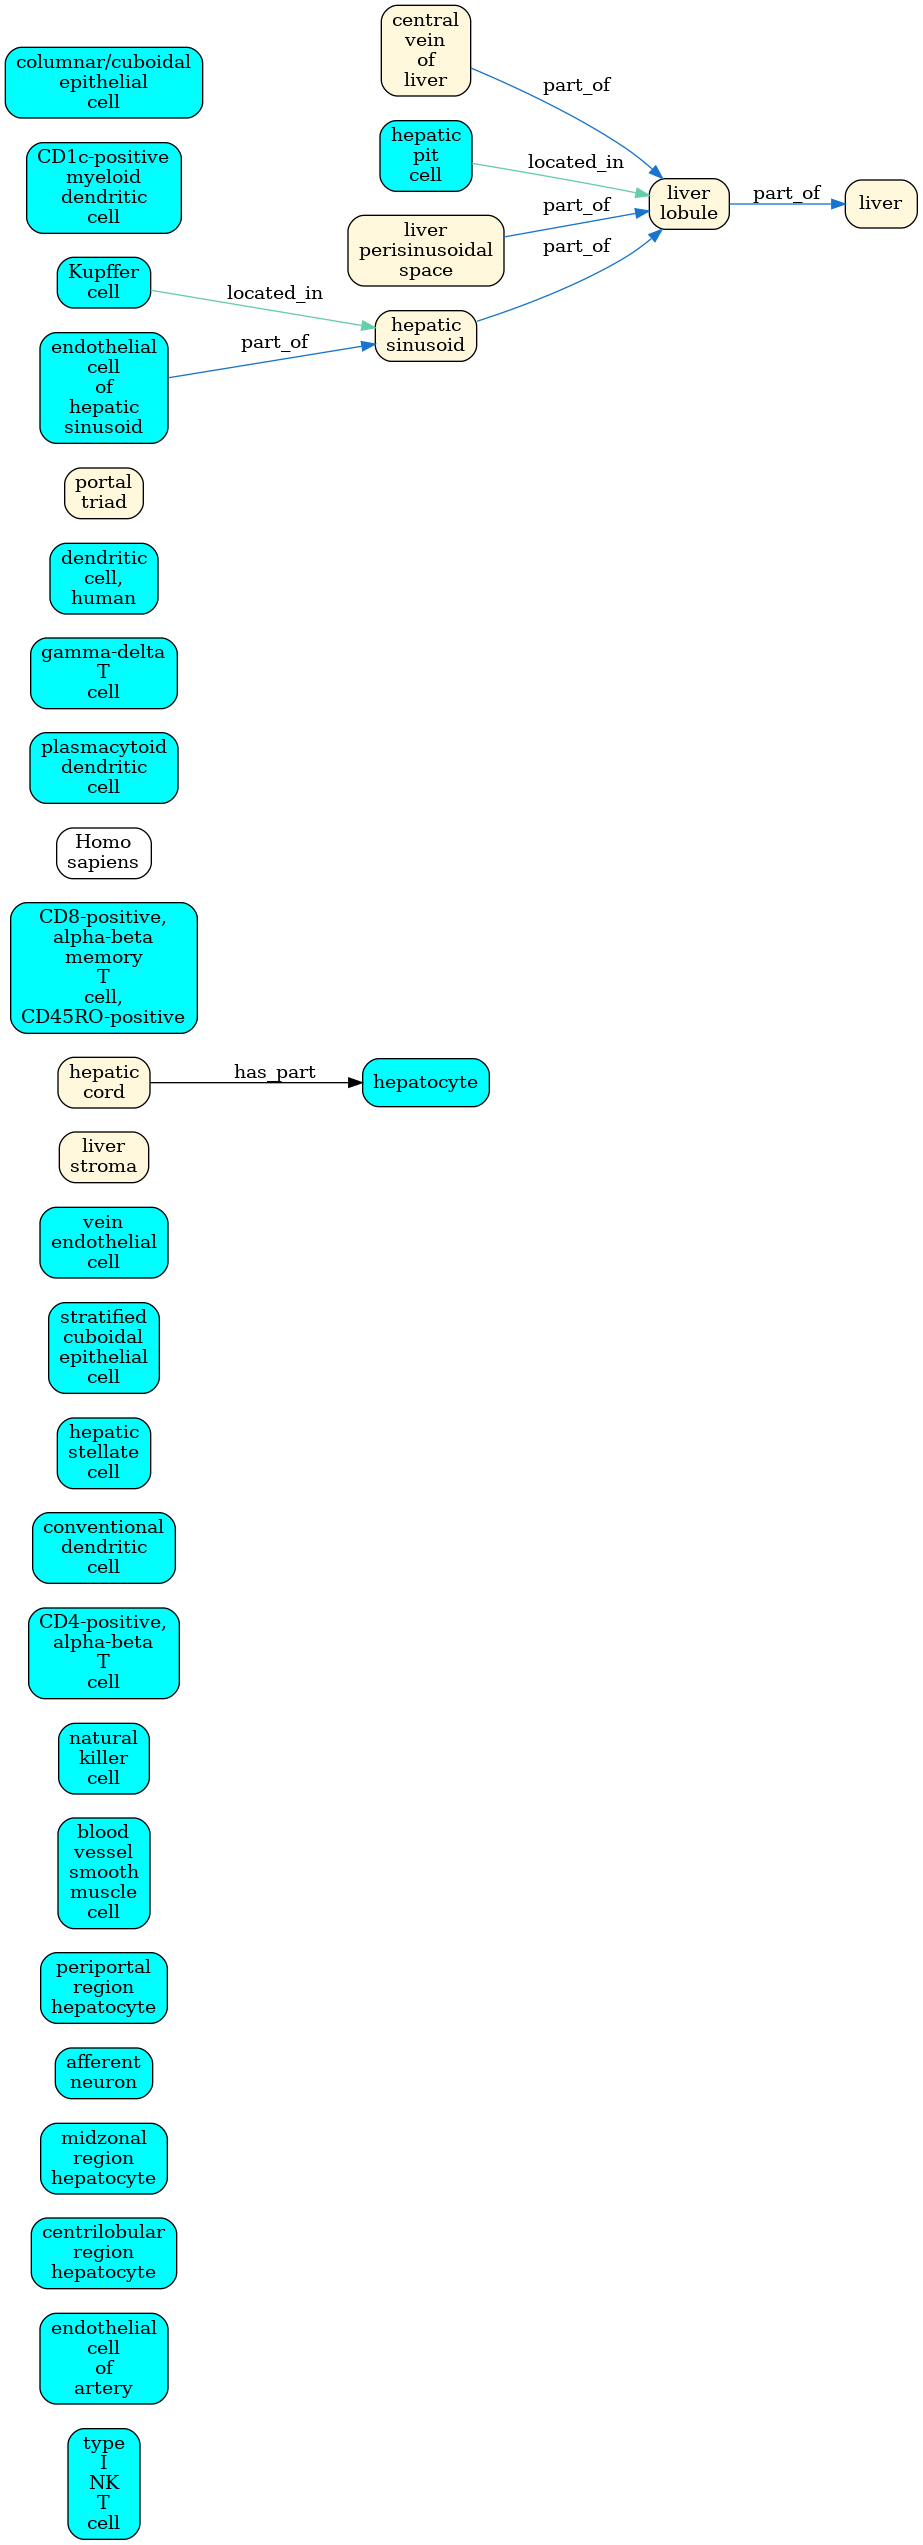 central
vein
of
liver
part_of
columnar/cuboidal
epithelial
cell
hepatic
pit
cell
located_in
CD1c-positive
myeloid
dendritic
cell
liver
lobule
part_of
liver
liver
perisinusoidal
space
part_of
Kupffer
cell
located_in
hepatic
sinusoid
part_of
endothelial
cell
of
hepatic
sinusoid
part_of
portal
triad
dendritic
cell,
human
gamma-delta
T
cell
plasmacytoid
dendritic
cell
Homo
sapiens
CD8-positive,
alpha-beta
memory
T
cell,
CD45RO-positive
hepatic
cord
has_part
hepatocyte
liver
stroma
vein
endothelial
cell
stratified
cuboidal
epithelial
cell
hepatic
stellate
cell
conventional
dendritic
cell
CD4-positive,
alpha-beta
T
cell
natural
killer
cell
blood
vessel
smooth
muscle
cell
periportal
region
hepatocyte
afferent
neuron
midzonal
region
hepatocyte
centrilobular
region
hepatocyte
endothelial
cell
of
artery
type
I
NK
T
cell